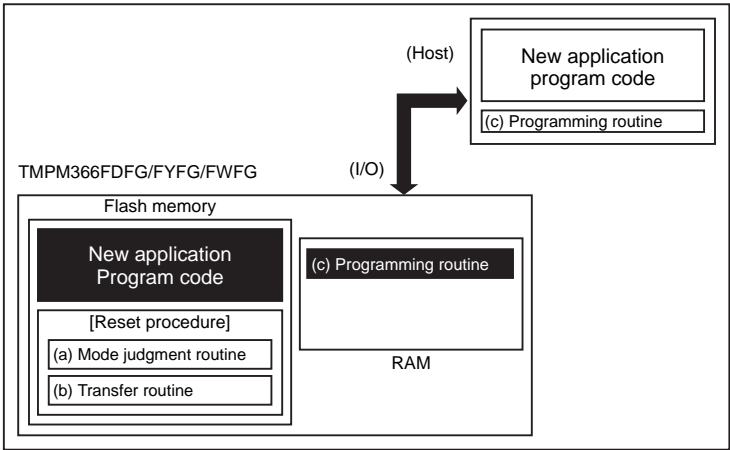 (Host)
New application
program code
(c) Programming routine
(I/O)
TMPM366FDFG/FYFG/FWFG
Flash memory
New application
Program code
[Reset procedure]
(a) Mode judgment routine
(b) Transfer routine
(c) Programming routine
RAM